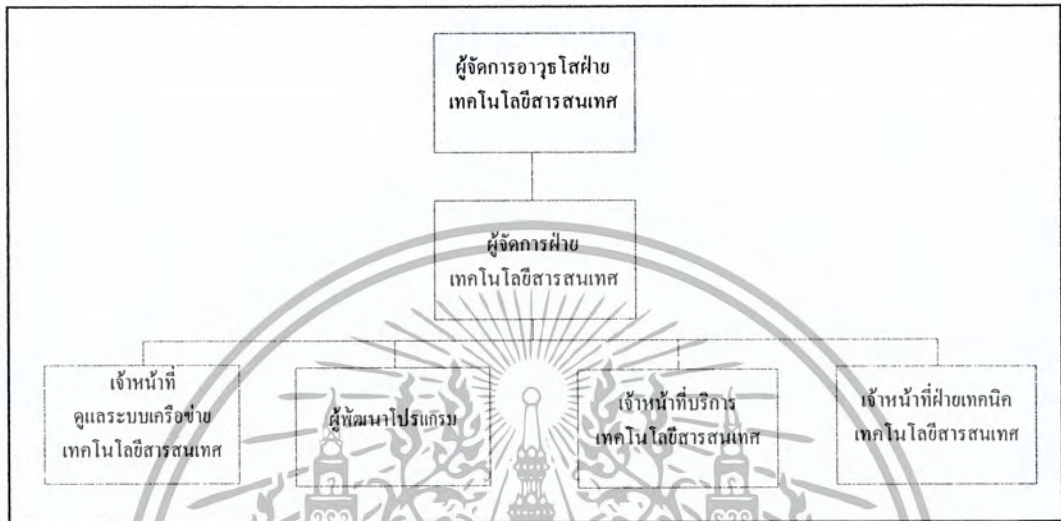 ผู้จัดการอาวุธโสฝ่าย
เทคโนโลยีสารสนเทศ
ผู้จัดการฝ่าย
เทคโนโลยีสารสนเทศ
เจ้าหน้าที่
ดูแลระบบเครือข่าย
เทคโนโลยีสารสนเทศ
ผู้พัฒนาโปรแกรม
เจ้าหน้าที่บริการ
เทคโนโลยีสารสนเทศ
เจ้าหน้าที่ฝ่ายเทคนิค
เทคโนโลยีสารสนเทศ